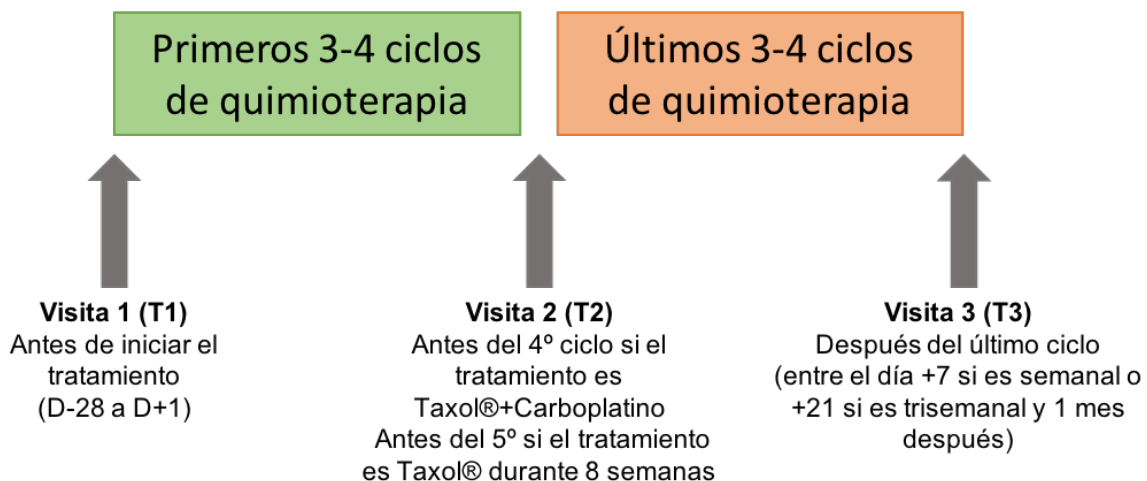 Primeros 3-4 ciclos
de quimioterapia
Últimos 3-4 ciclos
de quimioterapia
Visita 1 (T1)
Antes de iniciar el
tratamiento
(D-28 a D+1)
Visita 2 (T2)
Antes del 4º ciclo si el
tratamiento es
Taxol®+Carboplatino
Antes del 5º si el tratamiento
es Taxol® durante 8 semanas
Visita 3 (T3)
Después del último ciclo
(entre el día +7 si es semanal o
+21 si es trisemanal y 1 mes
después)